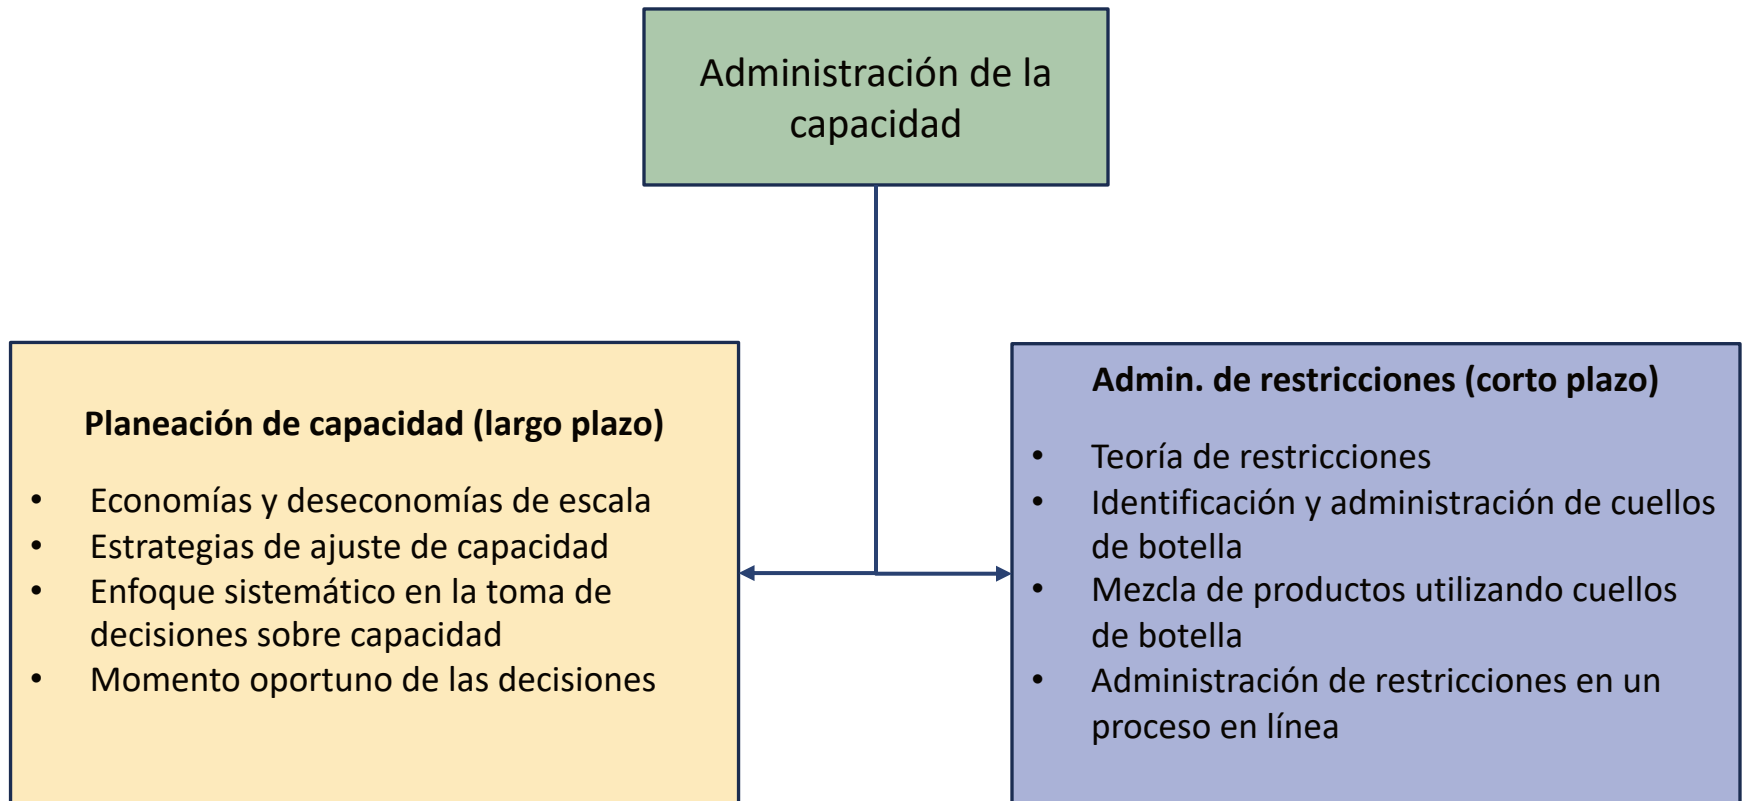 Administración de la
capacidad
Planeación de capacidad (largo plazo)
• Economías y deseconomías de escala
• Estrategias de ajuste de capacidad
• Enfoque sistemático en la toma de
decisiones sobre capacidad
• Momento oportuno de las decisiones
Admin. de restricciones (corto plazo)
• Teoría de restricciones
• Identificación y administración de cuellos
de botella
• Mezcla de productos utilizando cuellos
de botella
• Administración de restricciones en un
proceso en línea